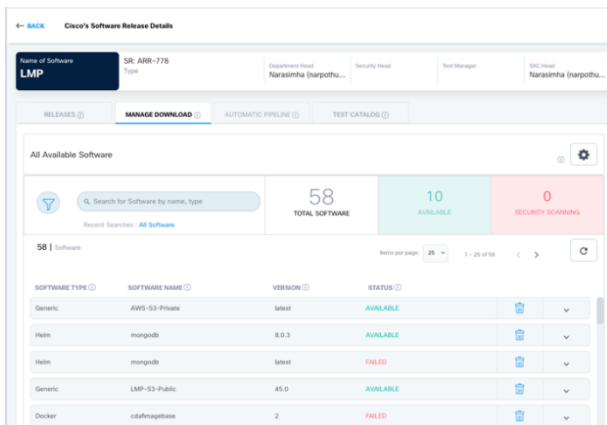 ← BACK Cisco's Software Release Details
Name of Software
LMP
SR: ARR-778
Type
Department Head
Narasimha (narpothu...
Security Head
Test Manager
SRC Head
Narasimha (narpothu...
RELEASES MANAGE DOWNLOAD AUTOMATIC PIPELINE TEST CATALOG
All Available Software
Search for Software by name, type
Recent Searches : All Software
58
TOTAL SOFTWARE
10
AVAILABLE
0
SECURITY SCANNING
58 | Software
Items per page: 25 1 - 25 of 58 < >
SOFTWARE TYPE SOFTWARE NAME VERSION STATUS
Generic AWS-S3-Private latest AVAILABLE
Helm mongodb 8.0.3 AVAILABLE
Helm mongodb latest FAILED
Generic LMP-S3-Public 45.0 AVAILABLE
Docker cdafmagebase 2 FAILED